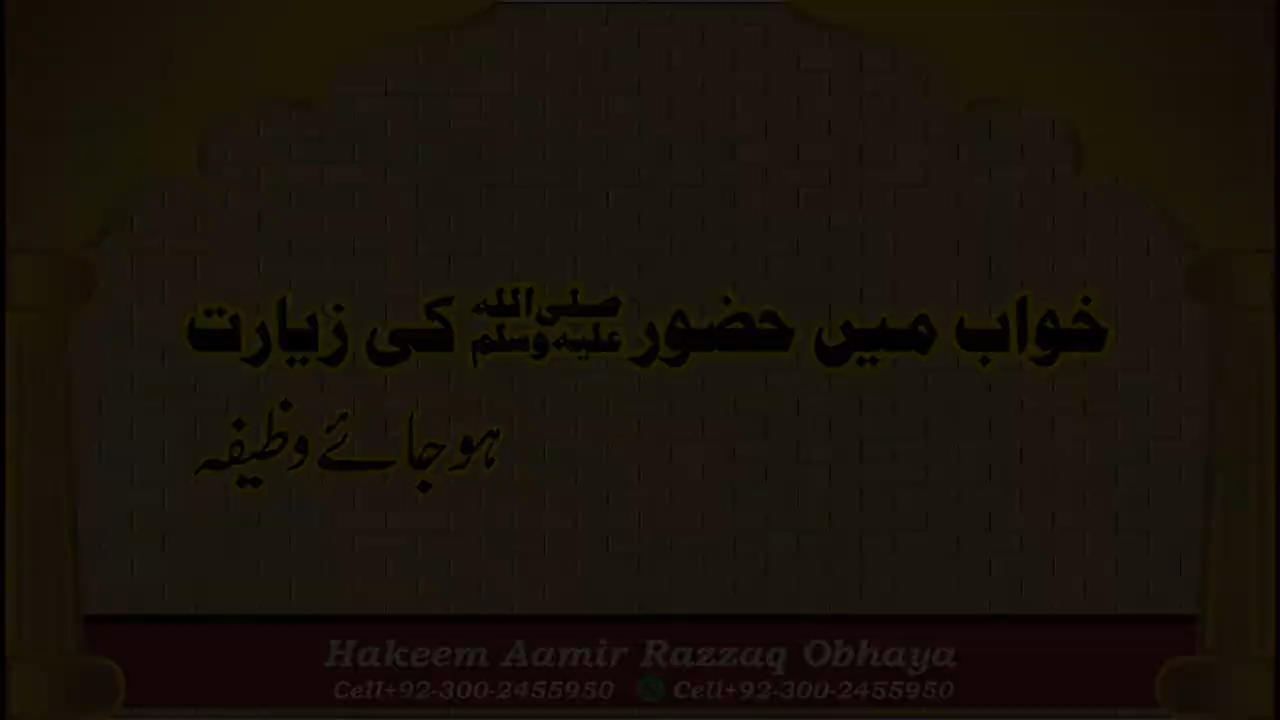 خواب میں حضور صلی اللہ علیہ وسلم کی زیارت
ہو جائے وظیفہ
Hakeem Aamir Razzaq Obhaya
Cell+92-300-2455950 Cell+92-300-2455950